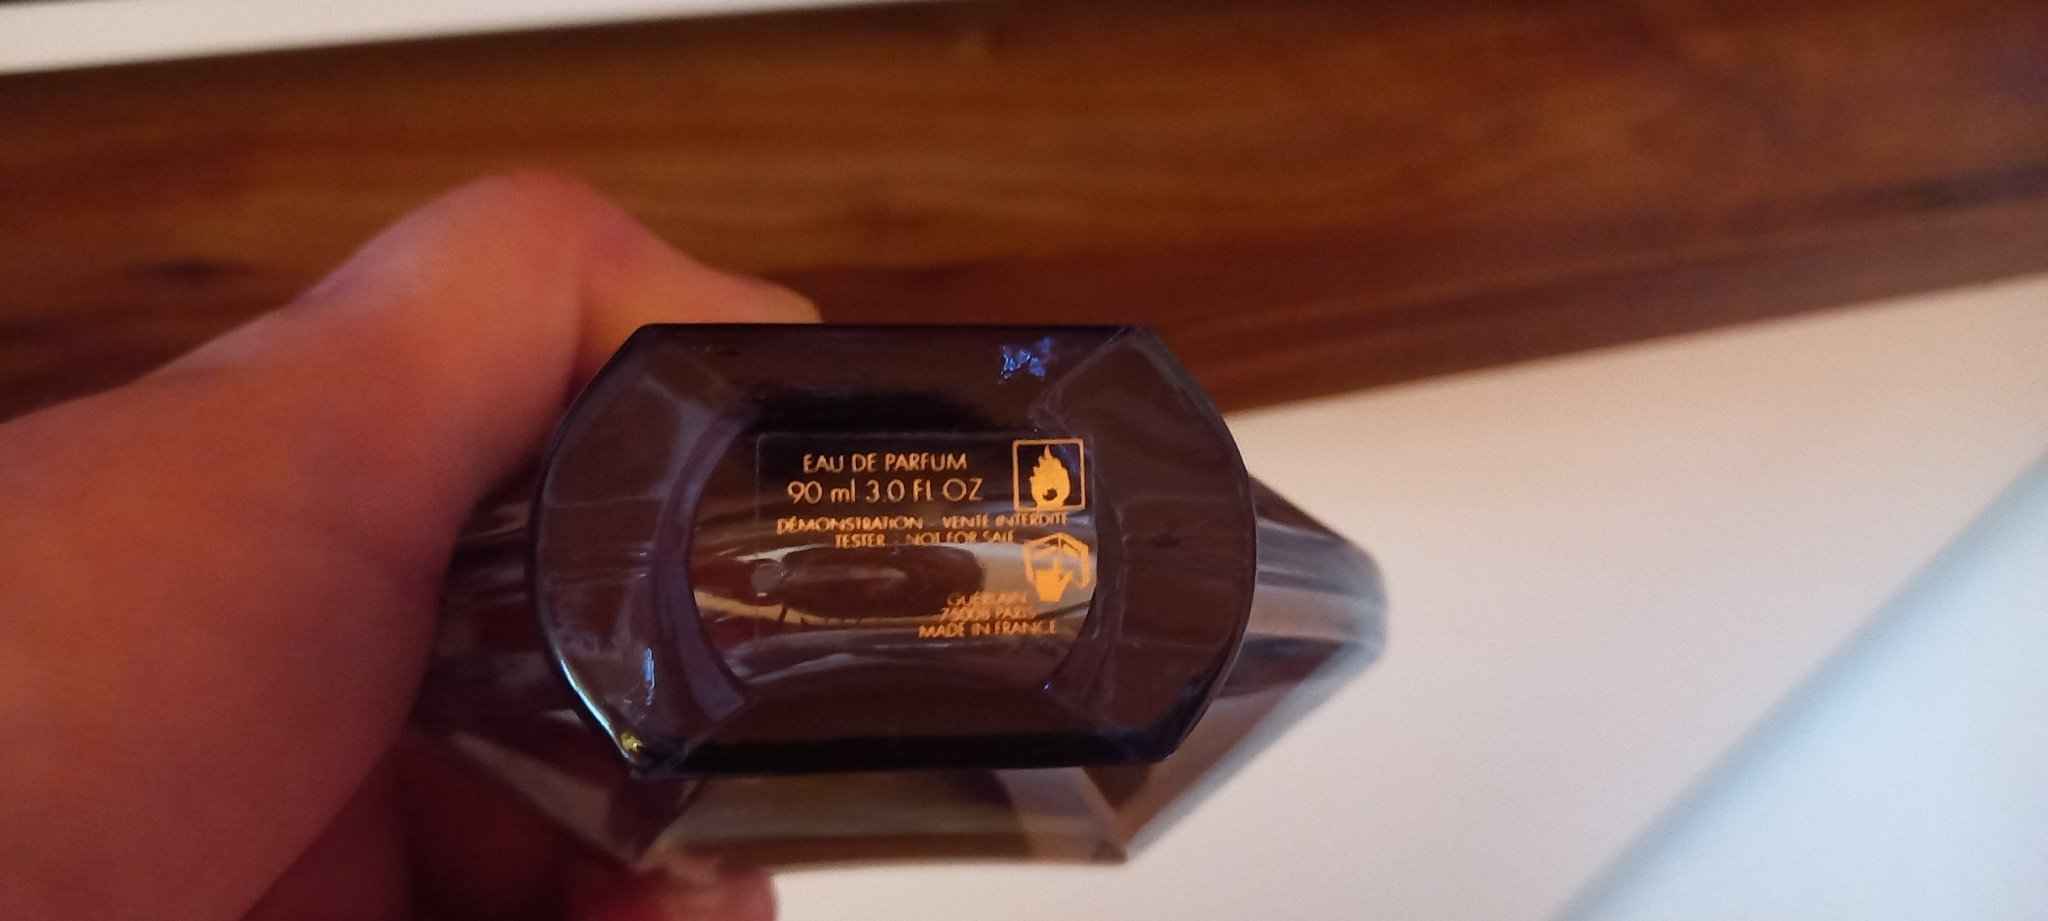 EAU DE PARFUM
90 ml 3.0 FL OZ
DÉMONSTRATION - VENTE INTERDITE
TESTER - NOT FOR SALE
GUERLAIN
75008 PARIS
MADE IN FRANCE